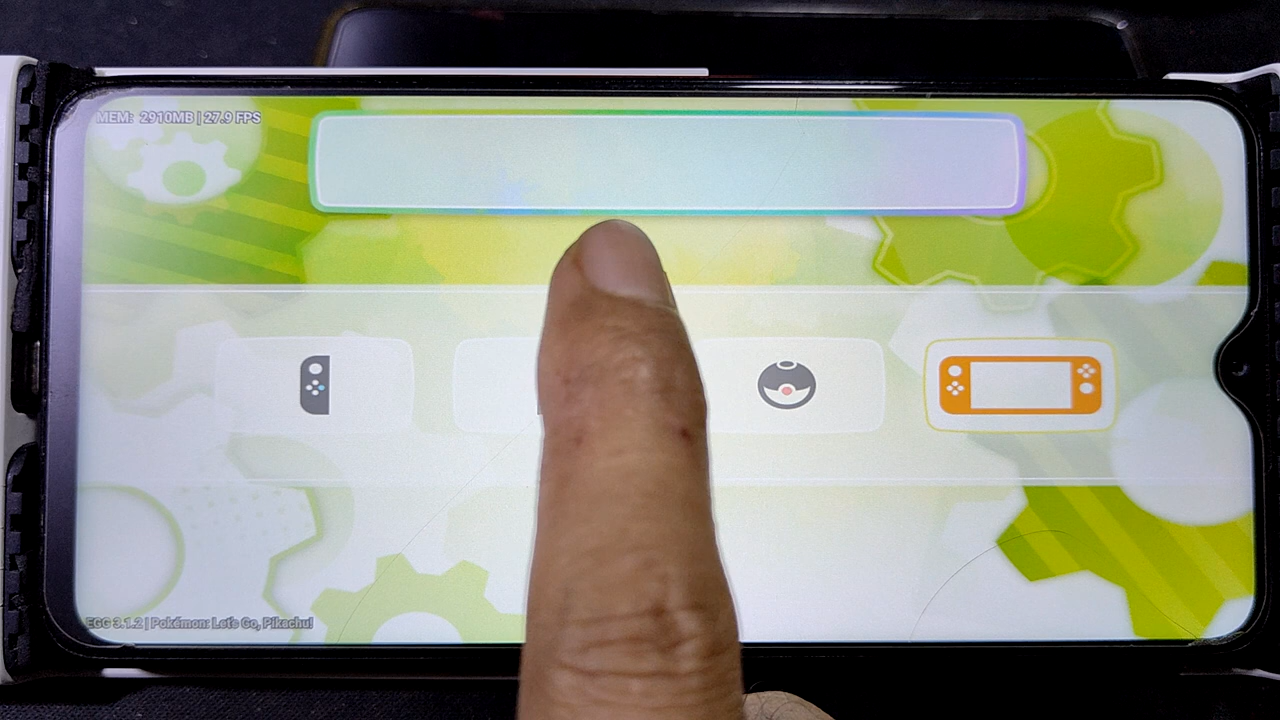 MEM: 2910MB | 27.9 FPS
EGG 3.1.2 | Pokémon: Let's Go, Pikachu!